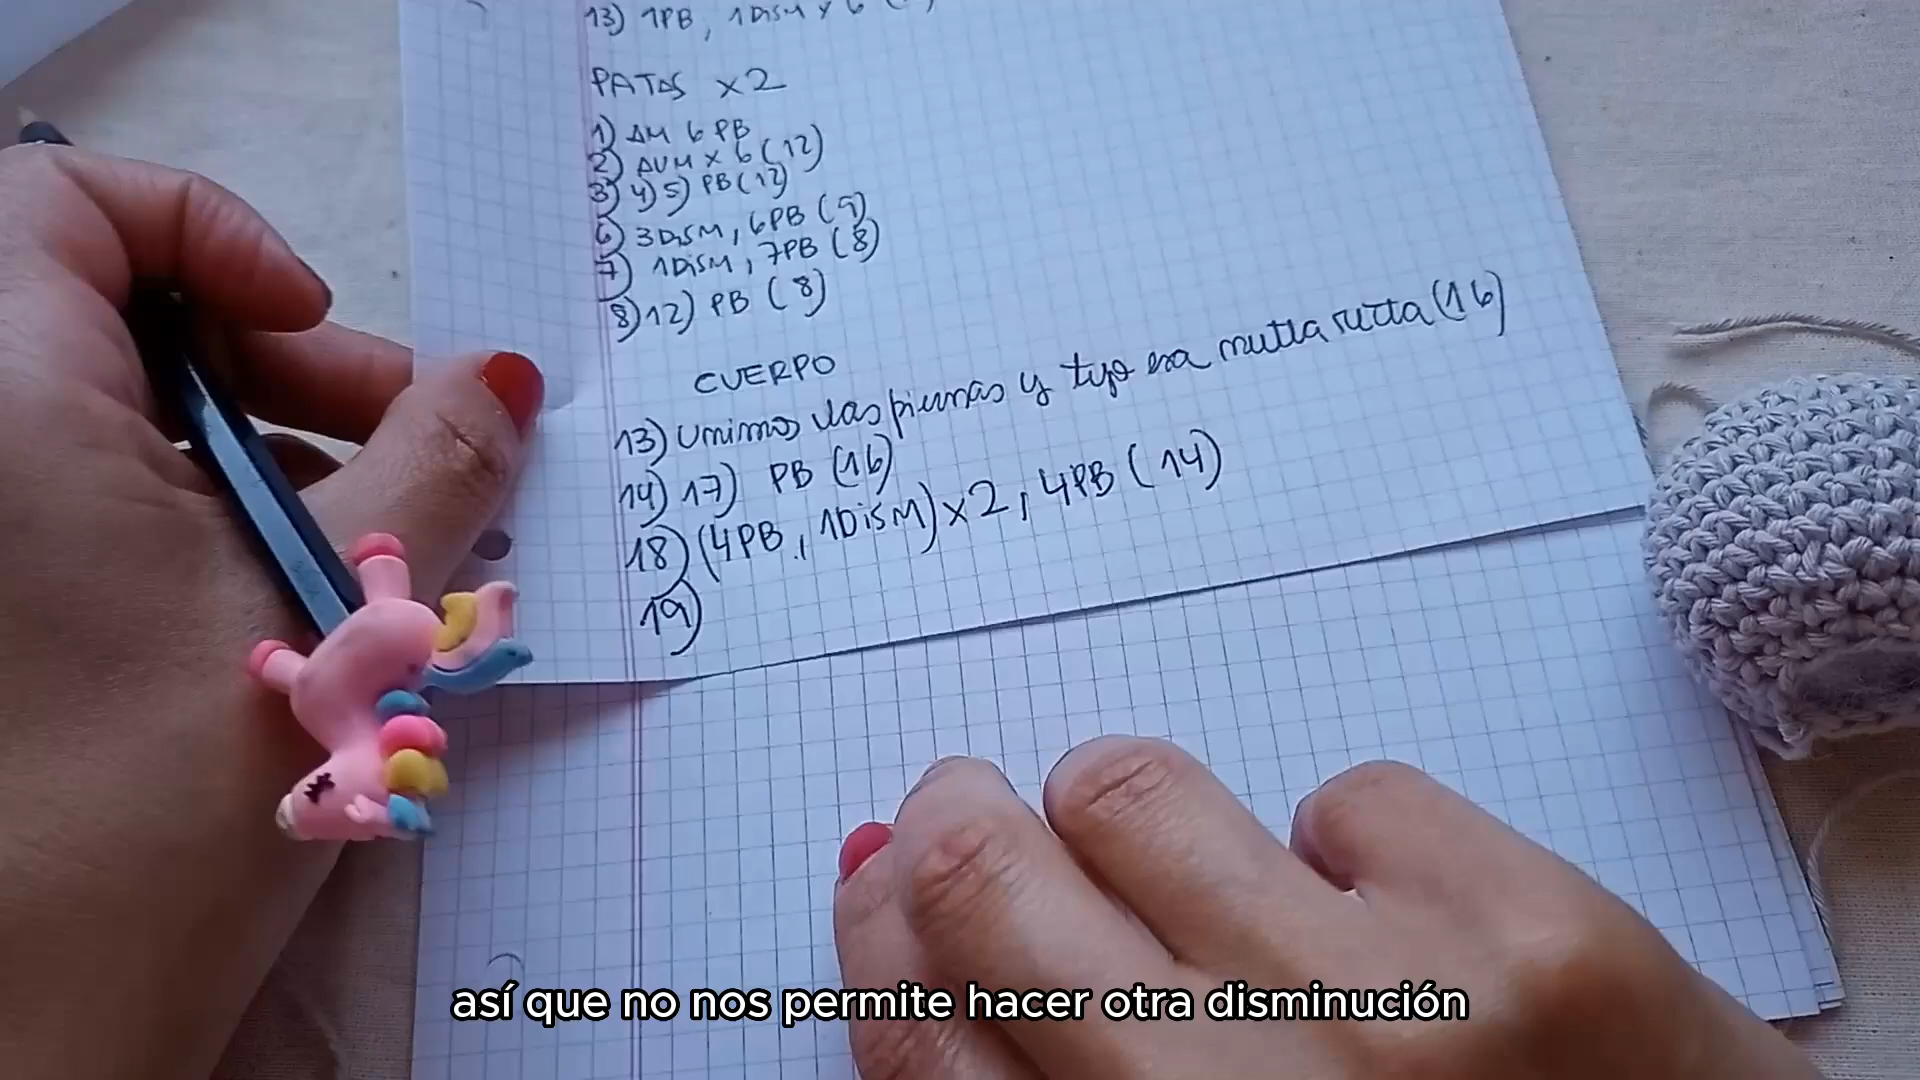 13) 1PB, 1DISM x 6
PATAS x2
1) AM 6 PB
2) AUM x 6 (12)
3) 4) 5) PB (12)
6) 3DISM, 6PB (9)
7) 1DISM, 7PB (8)
8) 12) PB (8)
CUERPO
13) unimos las piernas y tejo esa vuelta (16)
14) 17) PB (16)
18) (4PB, 1DISM) x2, 4PB (14)
19)
así que no nos permite hacer otra disminución